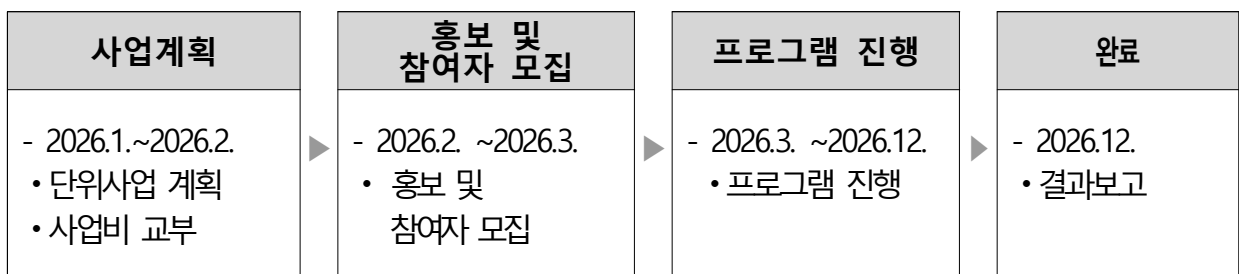 사업계획
- 2026.1.~2026.2.
•단위사업 계획
•사업비 교부
홍보 및
참여자 모집
- 2026.2. ~2026.3.
• 홍보 및
참여자 모집
프로그램 진행
- 2026.3. ~2026.12.
•프로그램 진행
완료
- 2026.12.
•결과보고